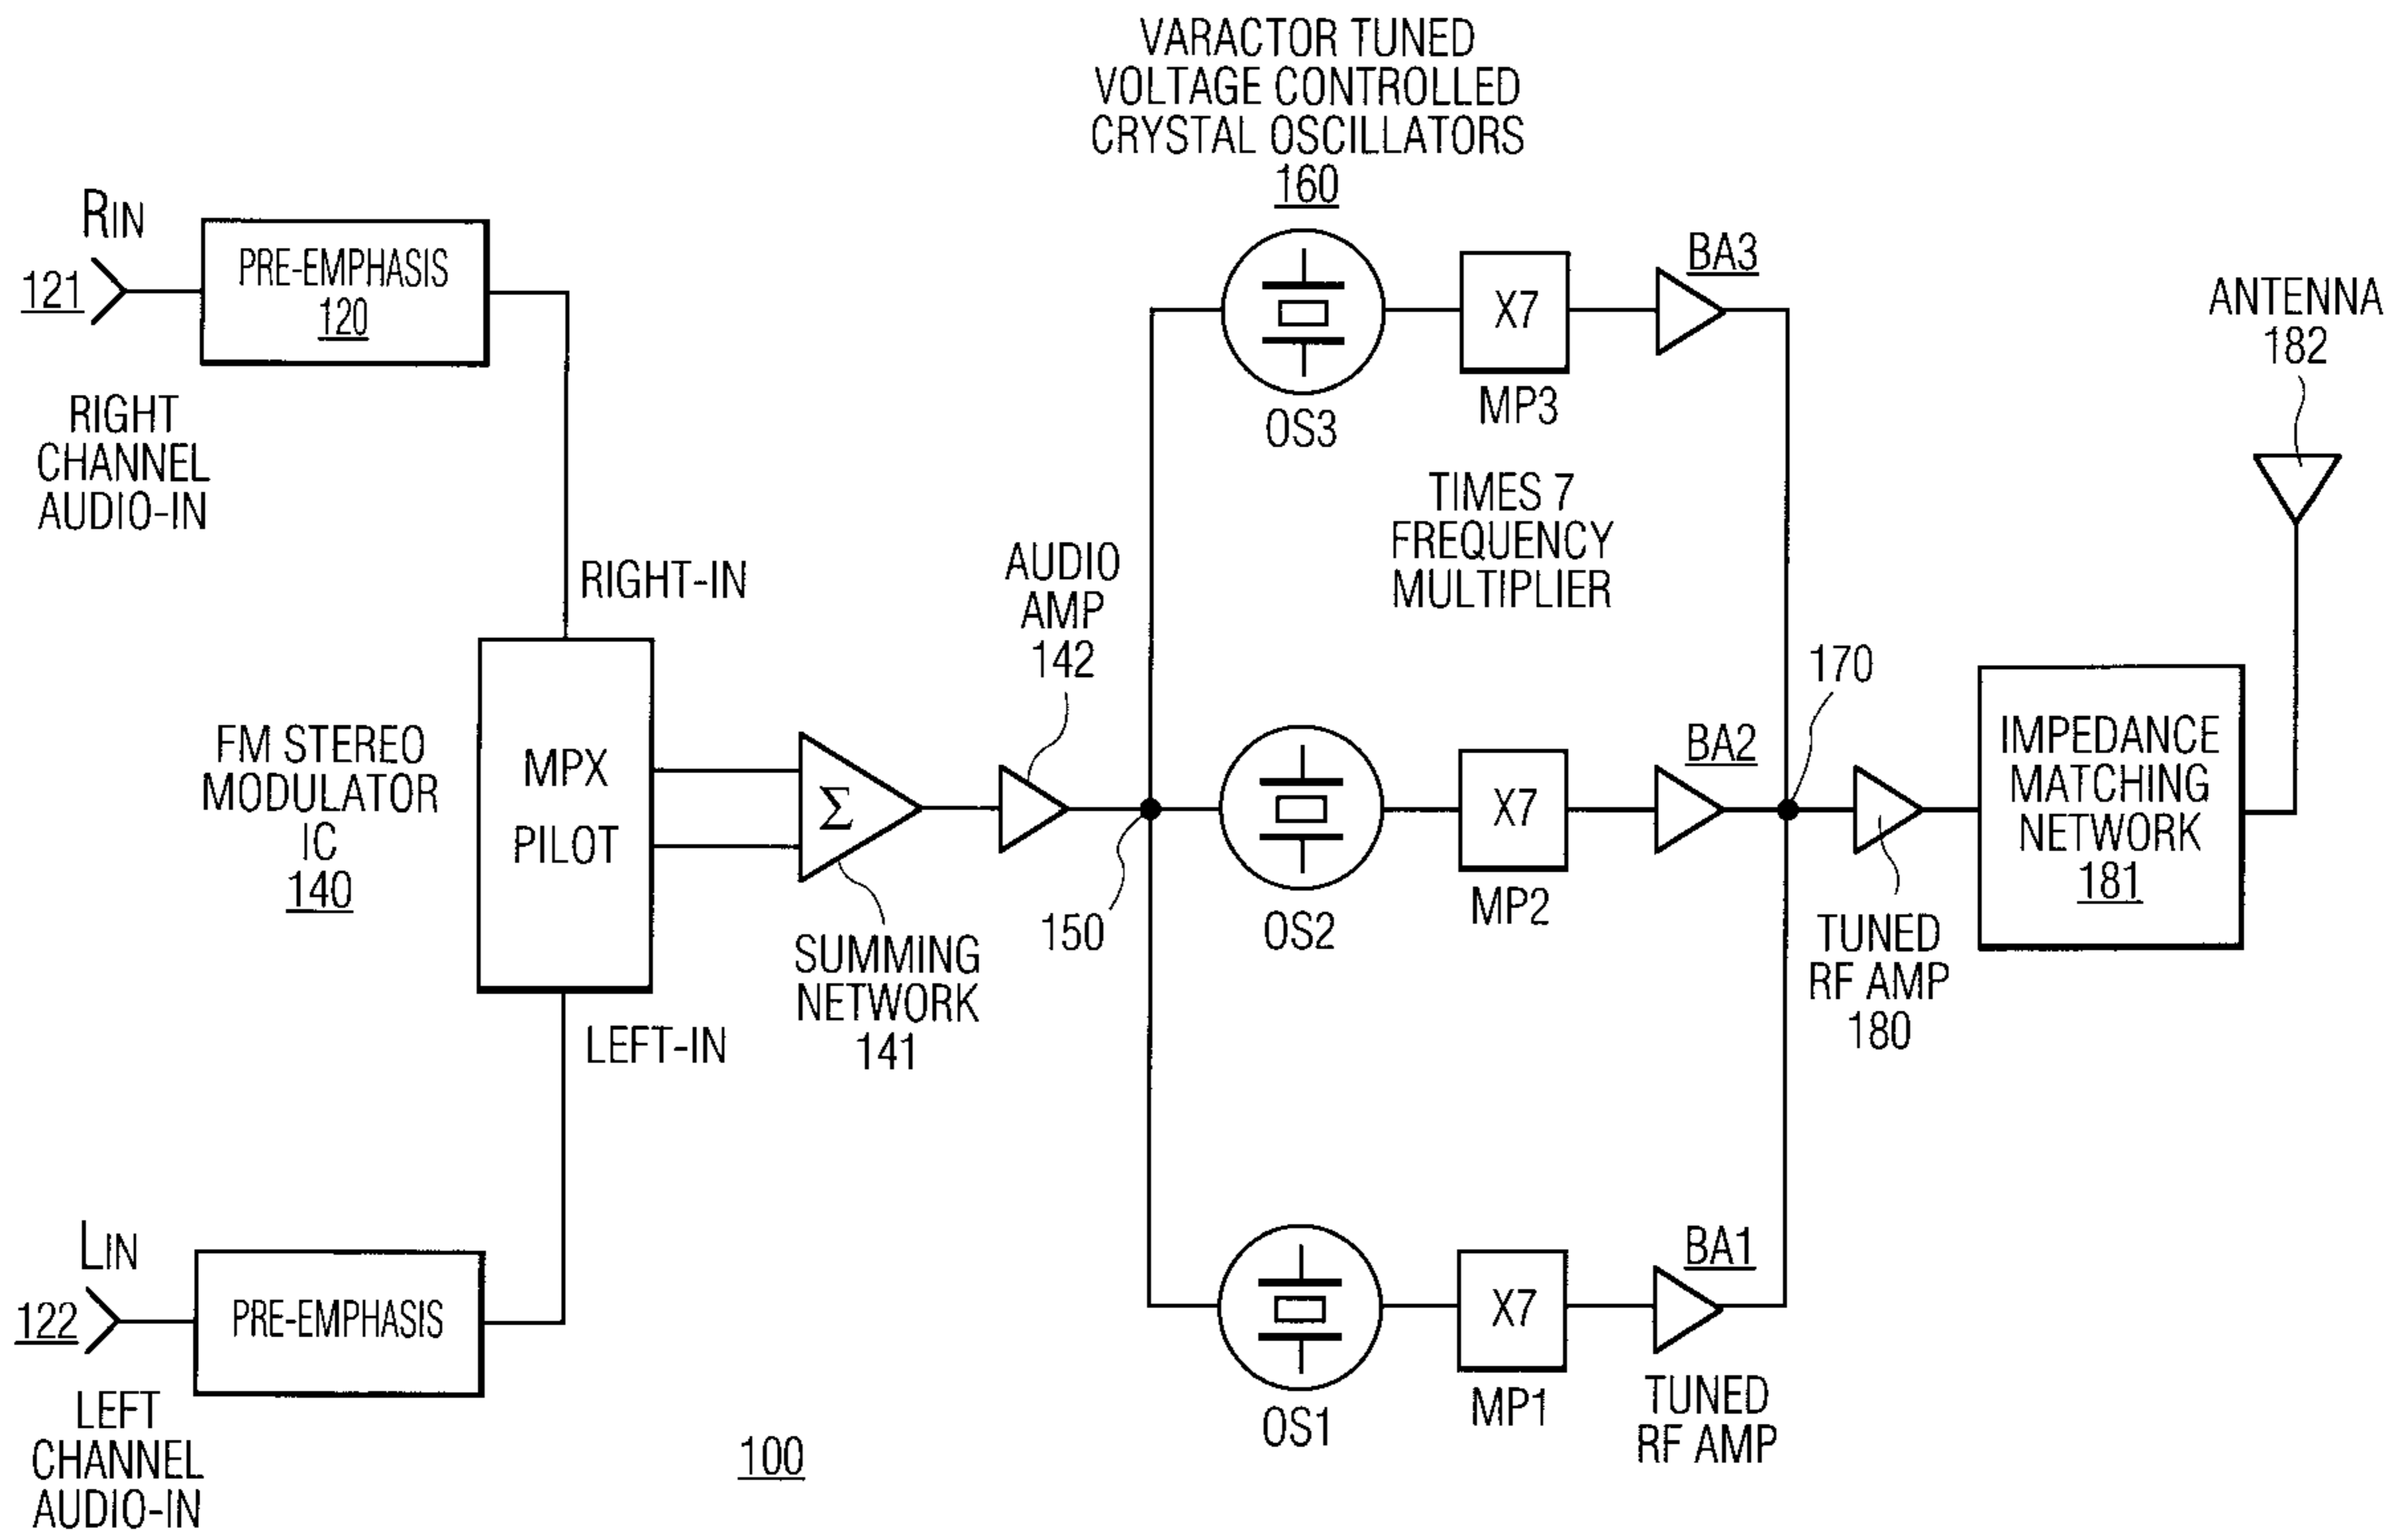 VARACTOR TUNED
VOLTAGE CONTROLLED
CRYSTAL OSCILLATORS
160
RIN
121
PRE-EMPHASIS
120
RIGHT
CHANNEL
AUDIO-IN
RIGHT-IN
FM STEREO
MODULATOR
IC
140
MPX
PILOT
LEFT-IN
LIN
122
PRE-EMPHASIS
LEFT
CHANNEL
AUDIO-IN
Σ
SUMMING
NETWORK
141
AUDIO
AMP
142
150
OS3
X7
MP3
BA3
TIMES 7
FREQUENCY
MULTIPLIER
OS2
X7
MP2
BA2
OS1
X7
MP1
BA1
TUNED
RF AMP
170
TUNED
RF AMP
180
IMPEDANCE
MATCHING
NETWORK
181
ANTENNA
182
100